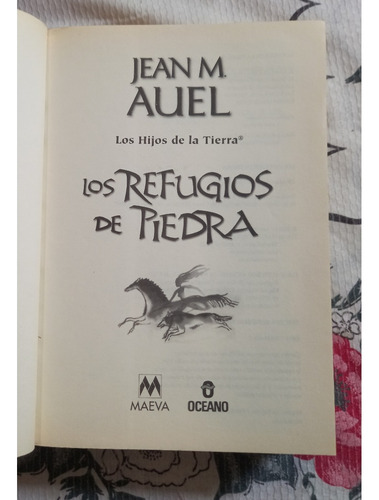 JEAN M.
AUEL
Los Hijos de la Tierra®
LOS REFUGIOS
DE PIEDRA
MAEVA
OCEANO